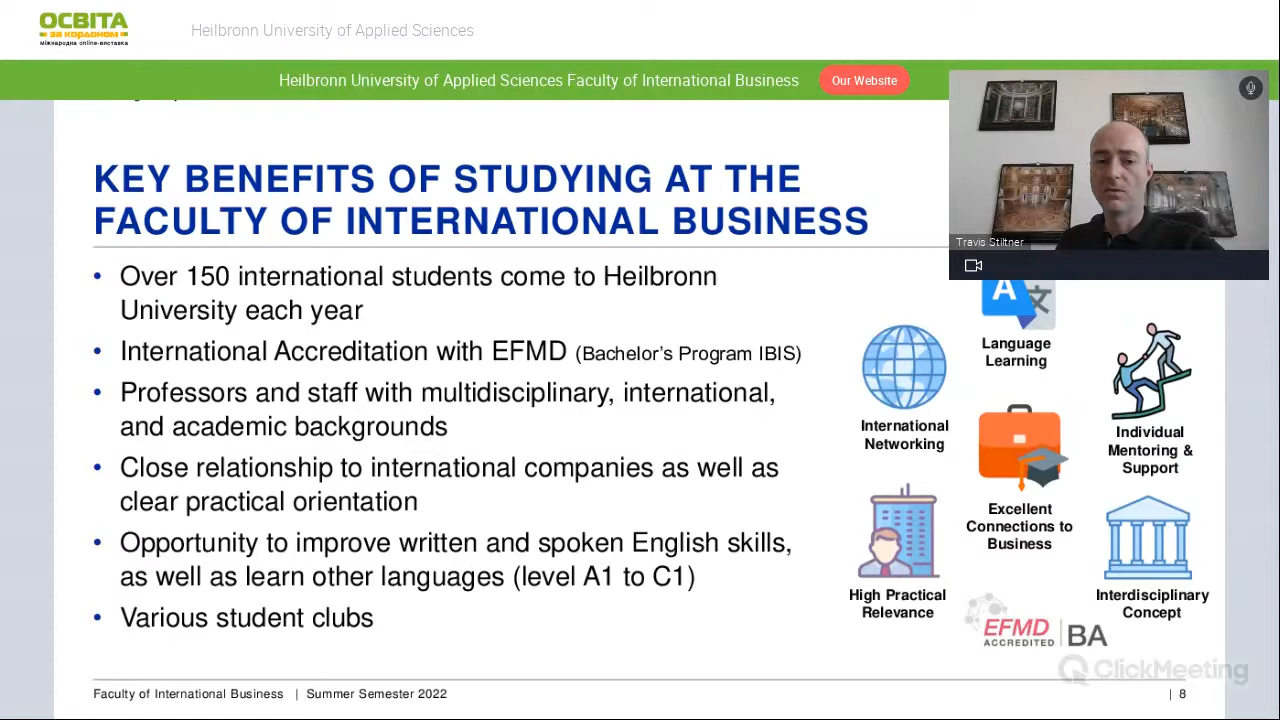 ОСВІТА
за кордоном
міжнародна online-виставка
Heilbronn University of Applied Sciences
Heilbronn University of Applied Sciences Faculty of International Business
Our Website
Travis Stiltner
KEY BENEFITS OF STUDYING AT THE
FACULTY OF INTERNATIONAL BUSINESS
• Over 150 international students come to Heilbronn
University each year
• International Accreditation with EFMD (Bachelor's Program IBIS)
• Professors and staff with multidisciplinary, international,
and academic backgrounds
• Close relationship to international companies as well as
clear practical orientation
• Opportunity to improve written and spoken English skills,
as well as learn other languages (level A1 to C1)
• Various student clubs
A 文
Language
Learning
International
Networking
Individual
Mentoring &
Support
Excellent
Connections to
Business
High Practical
Relevance
Interdisciplinary
Concept
EFMD
ACCREDITED
BA
ClickMeeting
Faculty of International Business | Summer Semester 2022
| 8